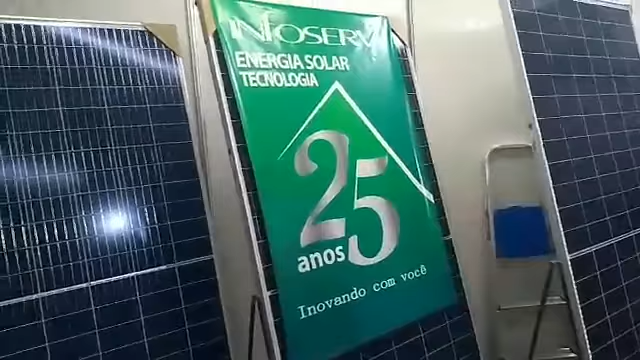 INFOSERV
ENERGIA SOLAR
TECNOLOGIA
25
anos
Inovando com você